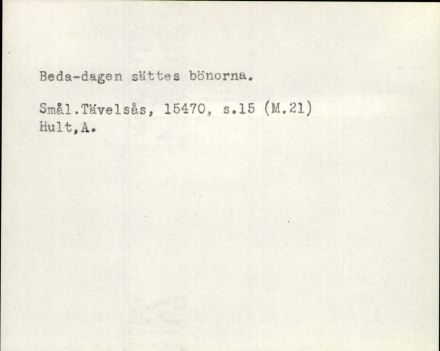 Beda-dagen sättes bönorna.
Smål.Tävelsås, 15470, s.15 (M.21)
Hult,A.